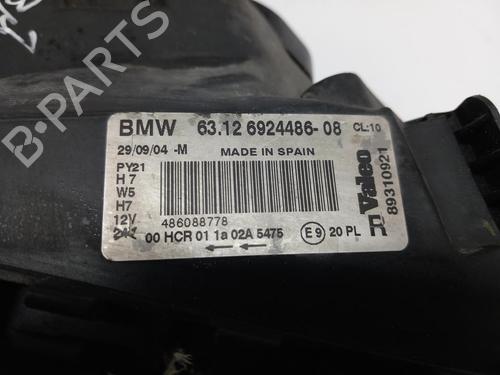 BMW 63.12 6924486-08 CL:10
29/09/04 -M MADE IN SPAIN
PY21
H7
W5
H7
12V 486088778
00 HCR 01 1a 02A 5475 E9 20 PL
Valeo
89310921
B-PARTS